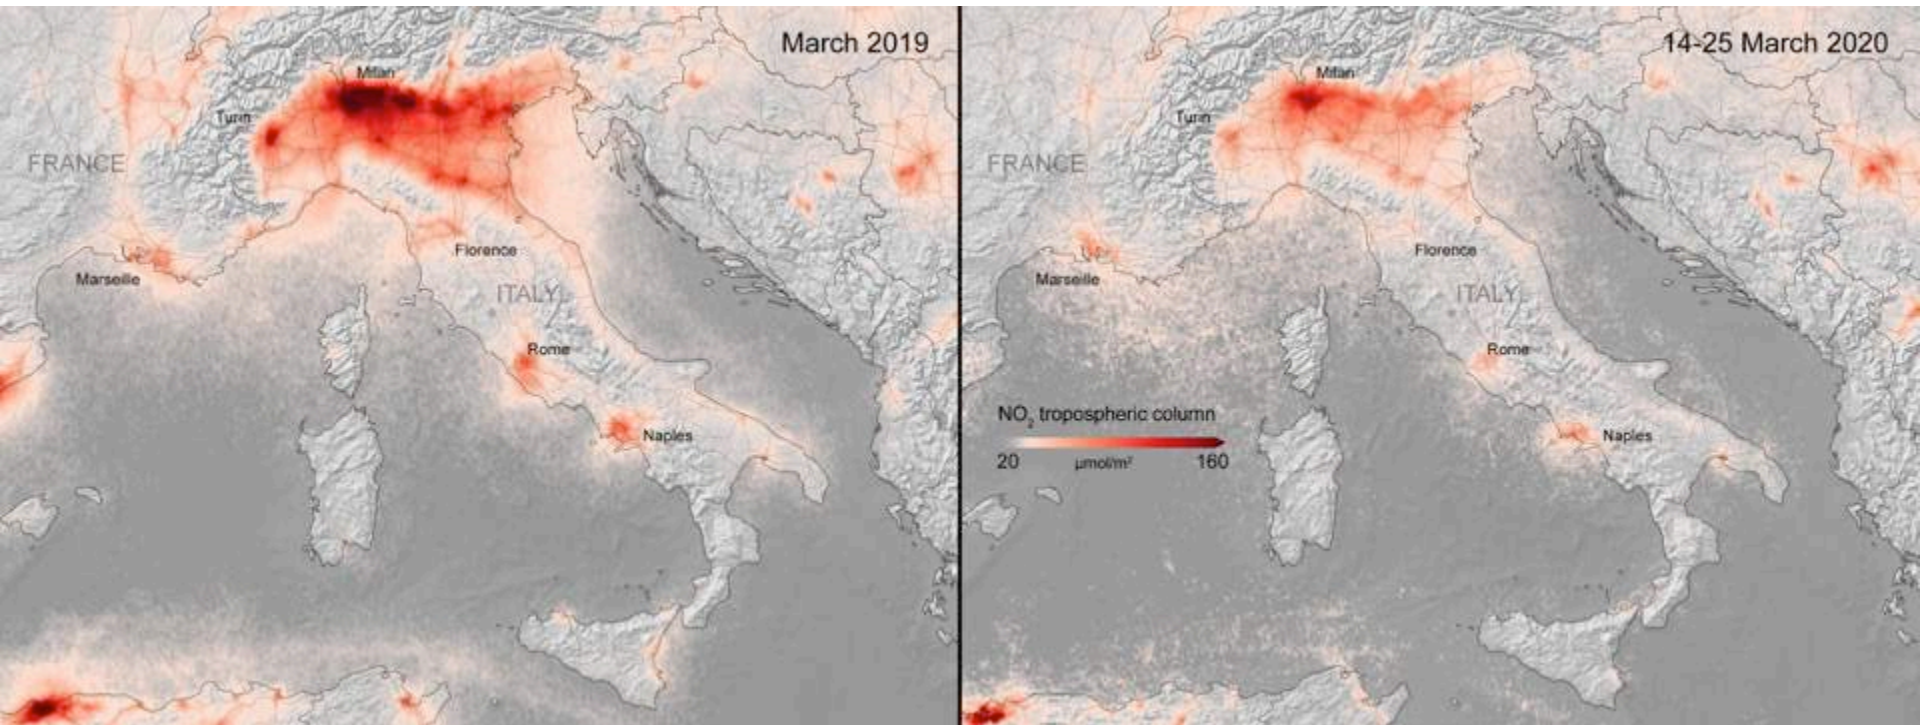 March 2019
Milan
Turin
FRANCE
Florence
Marseille
ITALY
Rome
Naples
14-25 March 2020
Milan
Turin
FRANCE
Florence
Marseille
ITALY
Rome
NO₂ tropospheric column
20 µmol/m² 160
Naples